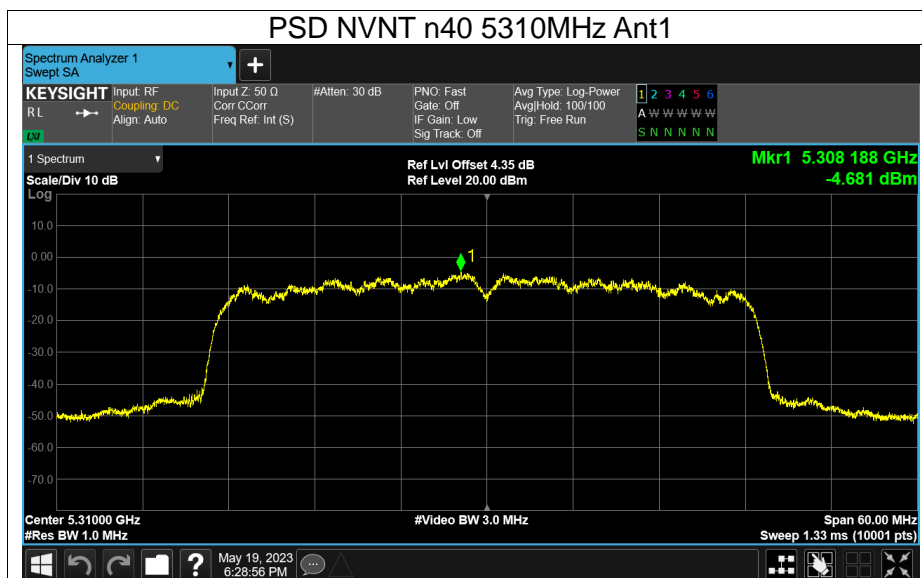 PSD NVNT n40 5310MHz Ant1
Spectrum Analyzer 1
Swept SA
+
KEYSIGHT Input: RF Input Z: 50 Ω #Atten: 30 dB PNO: Fast Avg Type: Log-Power 1 2 3 4 5 6
RL Coupling: DC Corr CCorr Gate: Off Avg|Hold: 100/100 A W W W W W
Align: Auto Freq Ref: Int (S) IF Gain: Low Trig: Free Run
LXI Sig Track: Off S N N N N N
1 Spectrum Ref Lvl Offset 4.35 dB Mkr1 5.308 188 GHz
Scale/Div 10 dB Ref Level 20.00 dBm -4.681 dBm
Log
10.0
0.00
1
-10.0
-20.0
-30.0
-40.0
-50.0
-60.0
-70.0
Center 5.31000 GHz #Video BW 3.0 MHz Span 60.00 MHz
#Res BW 1.0 MHz Sweep 1.33 ms (10001 pts)
? May 19, 2023
6:28:56 PM